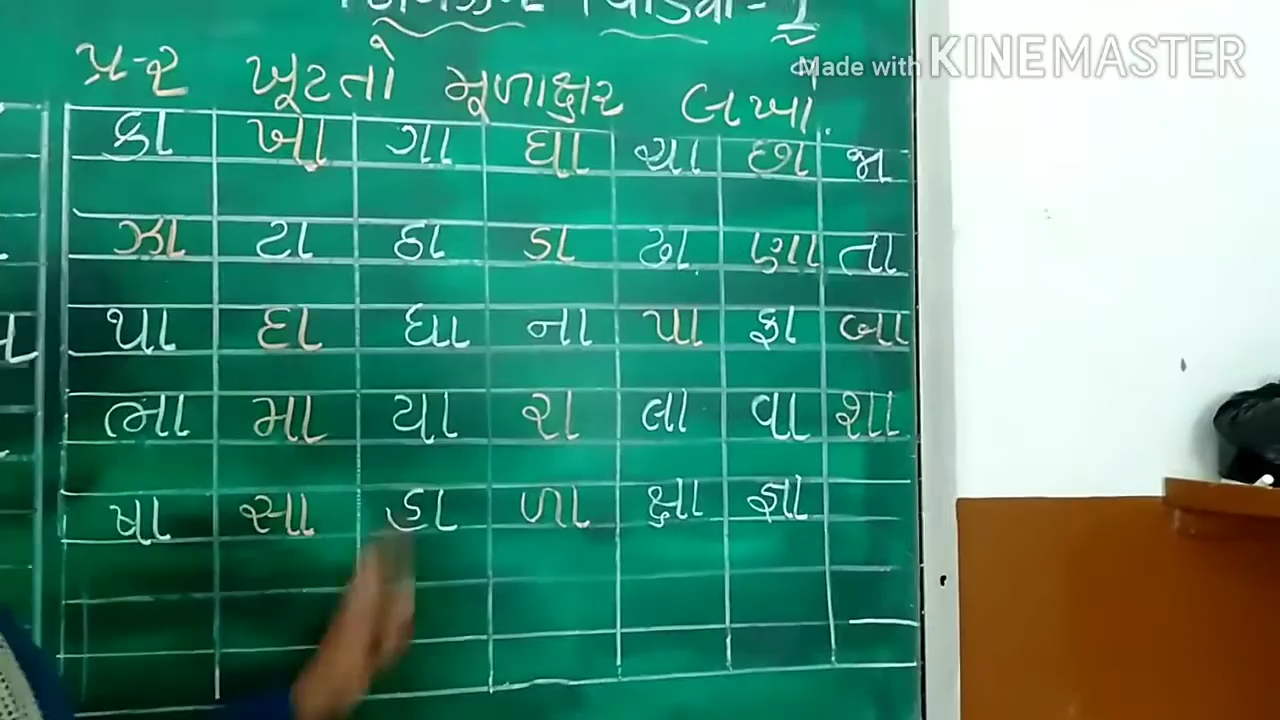 Made with KINEMASTER
પ્ર-૨ ખૂટતો મૂળાક્ષર લખો.
કા ખા ગા ઘા ચા છા જા
ઝા ટા ઠા ડા ઢા ણા તા
થા દા ધા ના પા ફા બા
ભા મા યા રા લા વા શા
ષા સા હા ળા ક્ષા જ્ઞા